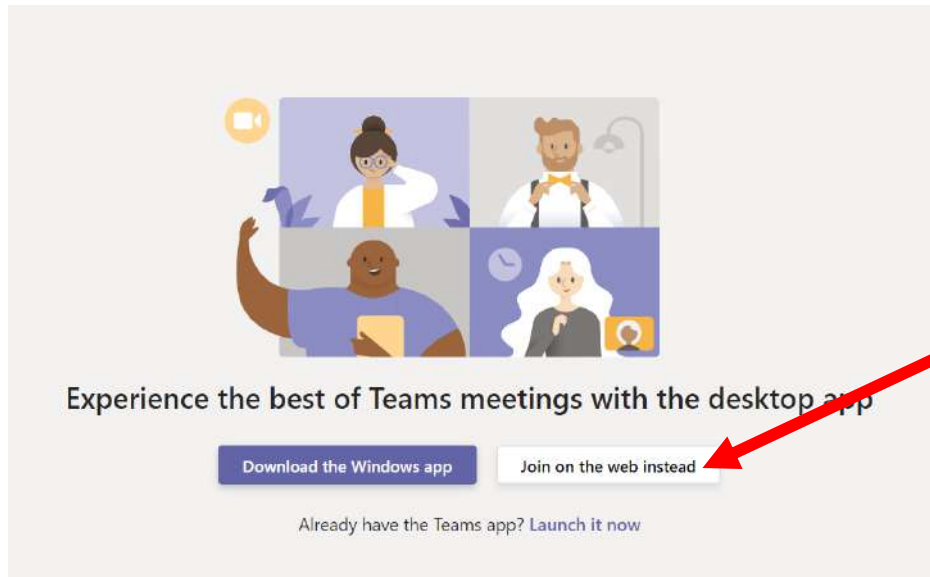 Experience the best of Teams meetings with the desktop app
Download the Windows app
Join on the web instead
Already have the Teams app? Launch it now